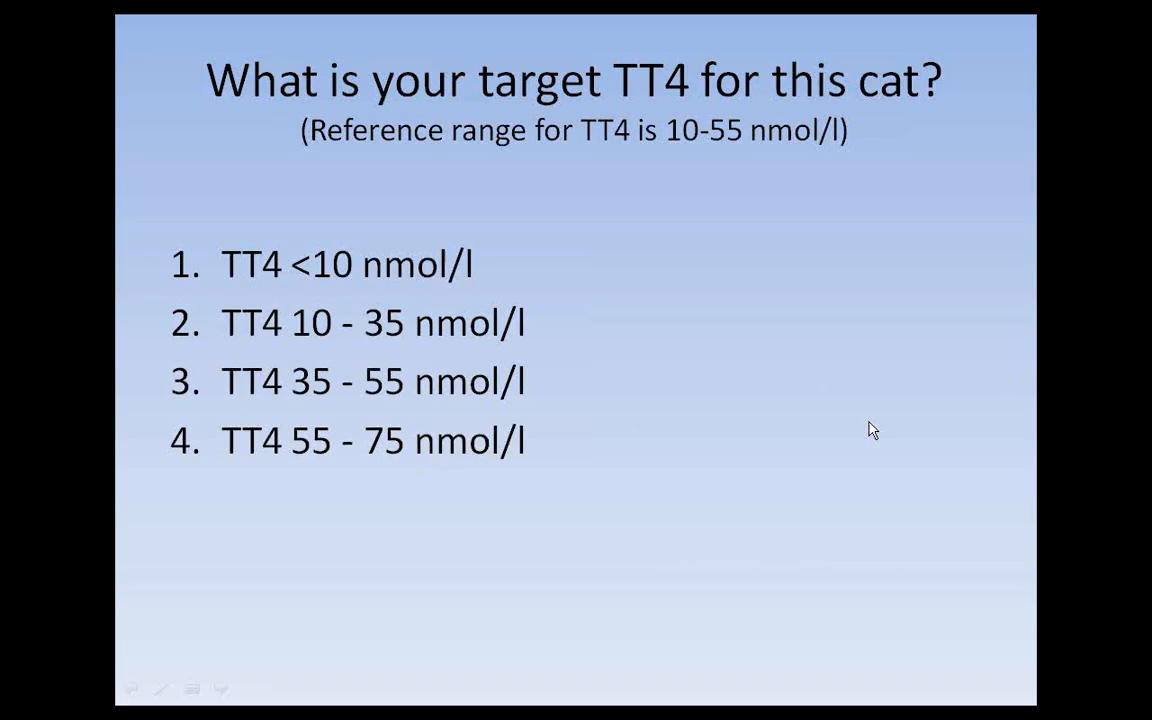 What is your target TT4 for this cat?
(Reference range for TT4 is 10-55 nmol/l)
1. TT4 <10 nmol/l
2. TT4 10 - 35 nmol/l
3. TT4 35 - 55 nmol/l
4. TT4 55 - 75 nmol/l